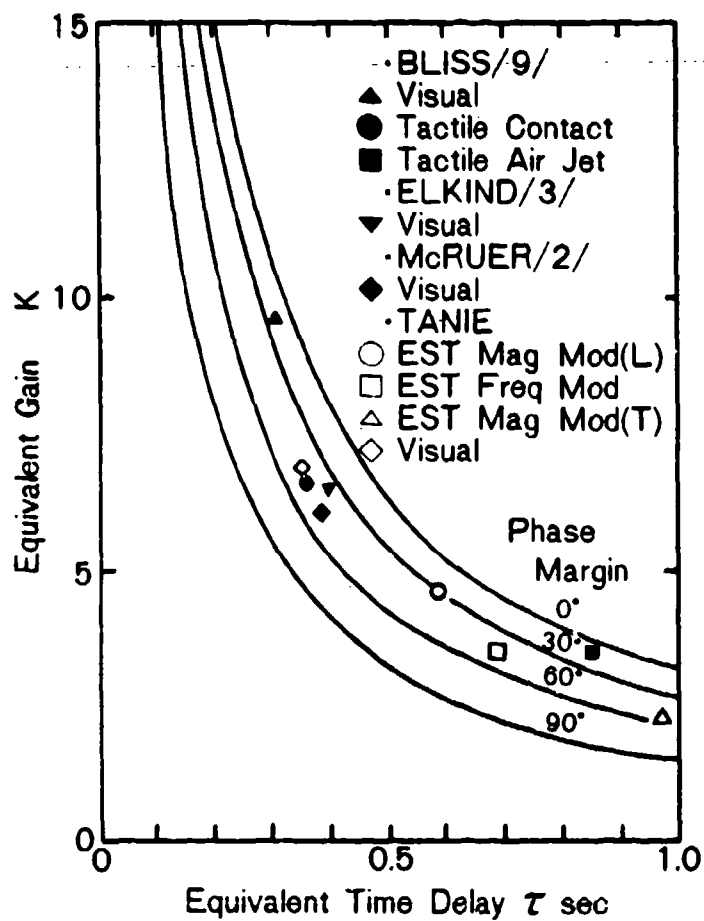 15
·BLISS/9/
Visual
Tactile Contact
Tactile Air Jet
·ELKIND/3/
Visual
·McRUER/2/
Visual
·TANIE
EST Mag Mod(L)
EST Freq Mod
EST Mag Mod(T)
Visual
10
Equivalent Gain K
Phase
Margin
5
0°
30°
60°
90°
0
0
0.5
1.0
Equivalent Time Delay τ sec